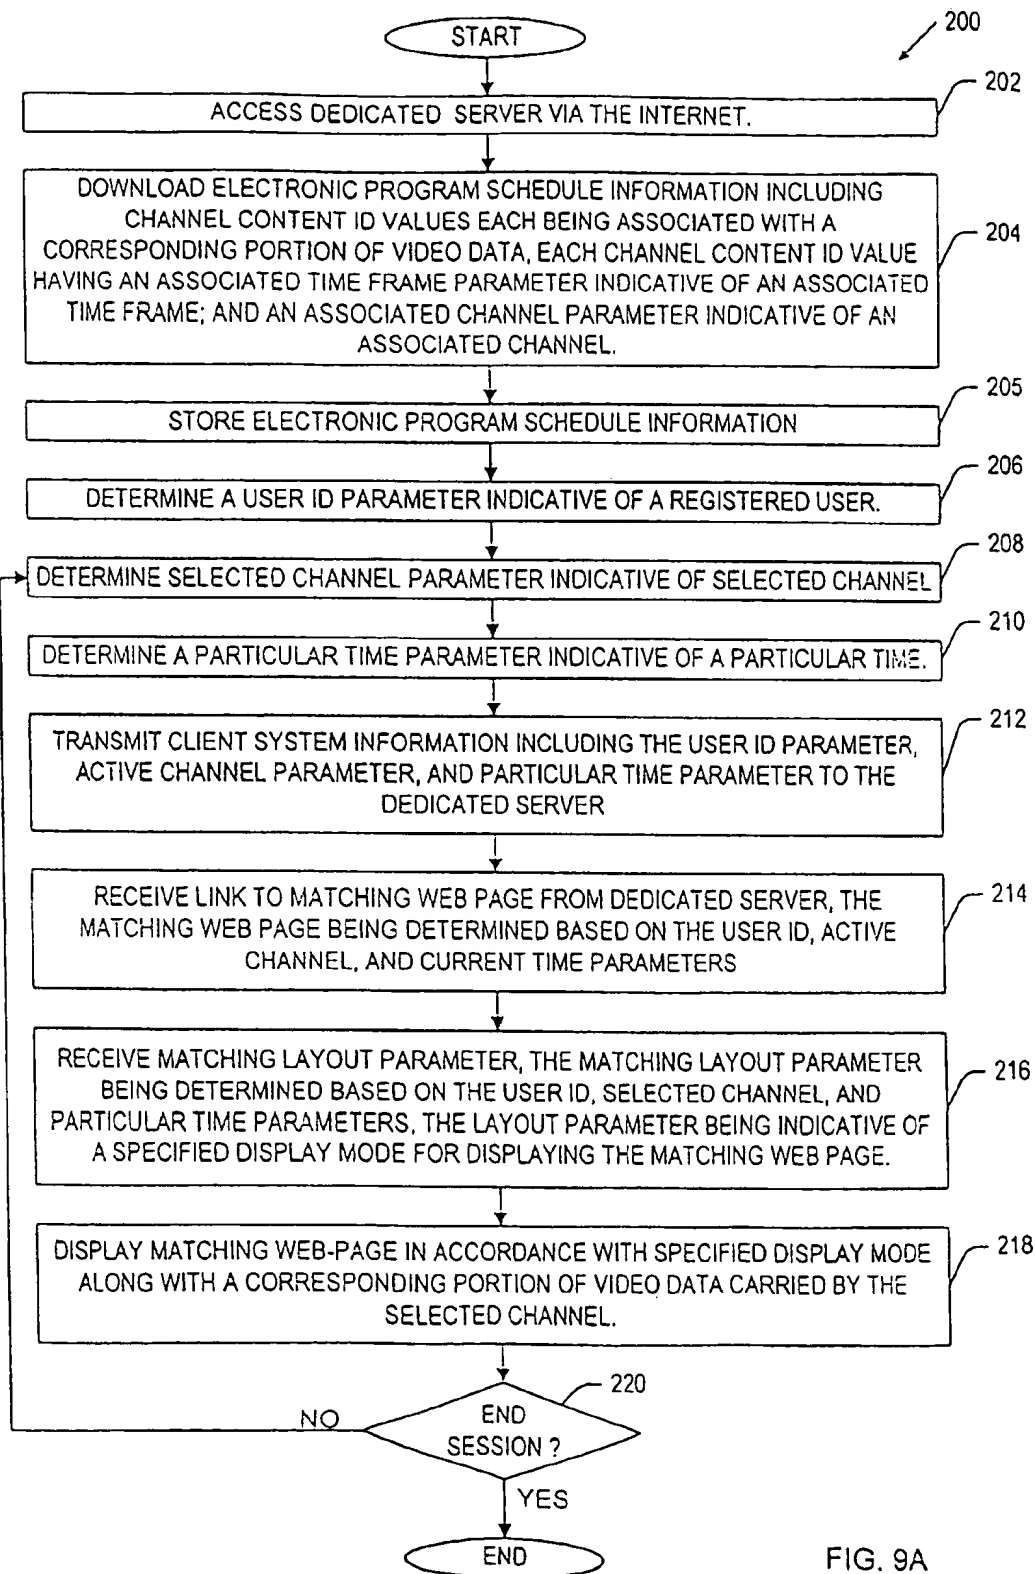 START
200
202
ACCESS DEDICATED SERVER VIA THE INTERNET.
DOWNLOAD ELECTRONIC PROGRAM SCHEDULE INFORMATION INCLUDING
CHANNEL CONTENT ID VALUES EACH BEING ASSOCIATED WITH A
CORRESPONDING PORTION OF VIDEO DATA, EACH CHANNEL CONTENT ID VALUE
HAVING AN ASSOCIATED TIME FRAME PARAMETER INDICATIVE OF AN ASSOCIATED
TIME FRAME; AND AN ASSOCIATED CHANNEL PARAMETER INDICATIVE OF AN
ASSOCIATED CHANNEL.
204
205
STORE ELECTRONIC PROGRAM SCHEDULE INFORMATION
206
DETERMINE A USER ID PARAMETER INDICATIVE OF A REGISTERED USER.
208
DETERMINE SELECTED CHANNEL PARAMETER INDICATIVE OF SELECTED CHANNEL
210
DETERMINE A PARTICULAR TIME PARAMETER INDICATIVE OF A PARTICULAR TIME.
212
TRANSMIT CLIENT SYSTEM INFORMATION INCLUDING THE USER ID PARAMETER,
ACTIVE CHANNEL PARAMETER, AND PARTICULAR TIME PARAMETER TO THE
DEDICATED SERVER
214
RECEIVE LINK TO MATCHING WEB PAGE FROM DEDICATED SERVER, THE
MATCHING WEB PAGE BEING DETERMINED BASED ON THE USER ID, ACTIVE
CHANNEL, AND CURRENT TIME PARAMETERS
216
RECEIVE MATCHING LAYOUT PARAMETER, THE MATCHING LAYOUT PARAMETER
BEING DETERMINED BASED ON THE USER ID, SELECTED CHANNEL, AND
PARTICULAR TIME PARAMETERS, THE LAYOUT PARAMETER BEING INDICATIVE OF
A SPECIFIED DISPLAY MODE FOR DISPLAYING THE MATCHING WEB PAGE.
218
DISPLAY MATCHING WEB-PAGE IN ACCORDANCE WITH SPECIFIED DISPLAY MODE
ALONG WITH A CORRESPONDING PORTION OF VIDEO DATA CARRIED BY THE
SELECTED CHANNEL.
220
NO
END
SESSION ?
YES
END
FIG. 9A